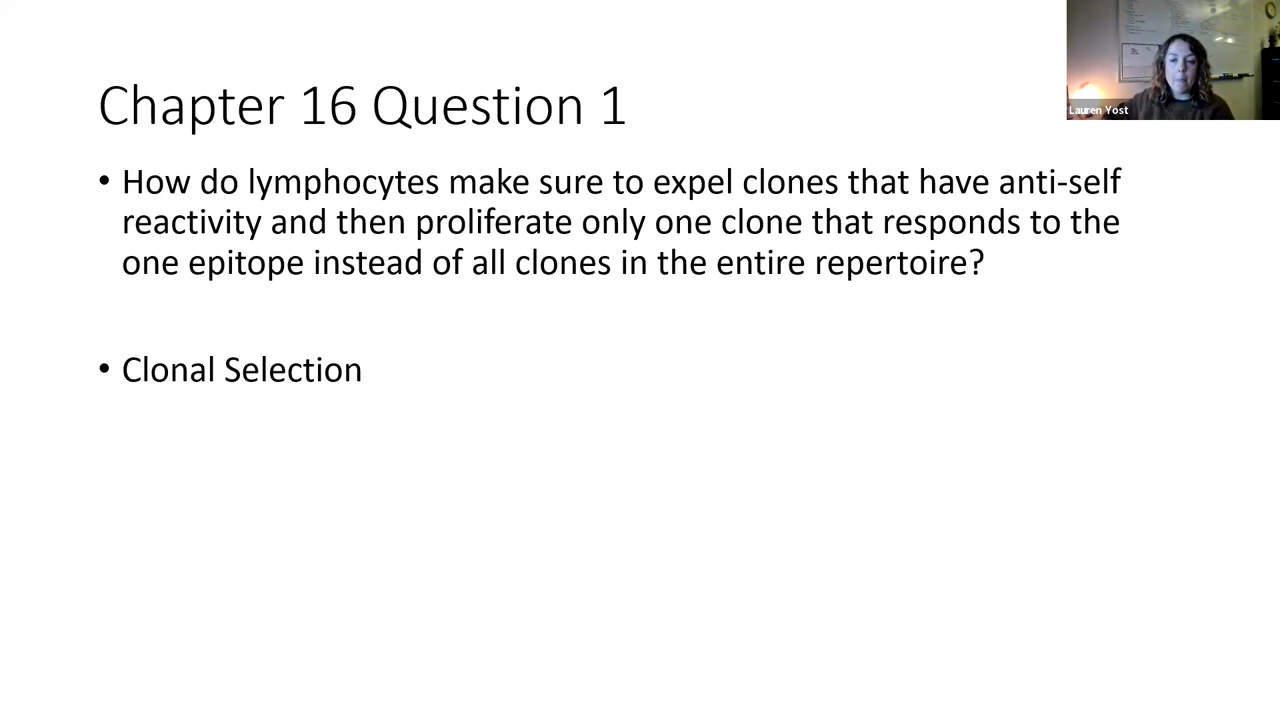 Chapter 16 Question 1
Lauren Yost
• How do lymphocytes make sure to expel clones that have anti-self
reactivity and then proliferate only one clone that responds to the
one epitope instead of all clones in the entire repertoire?
• Clonal Selection